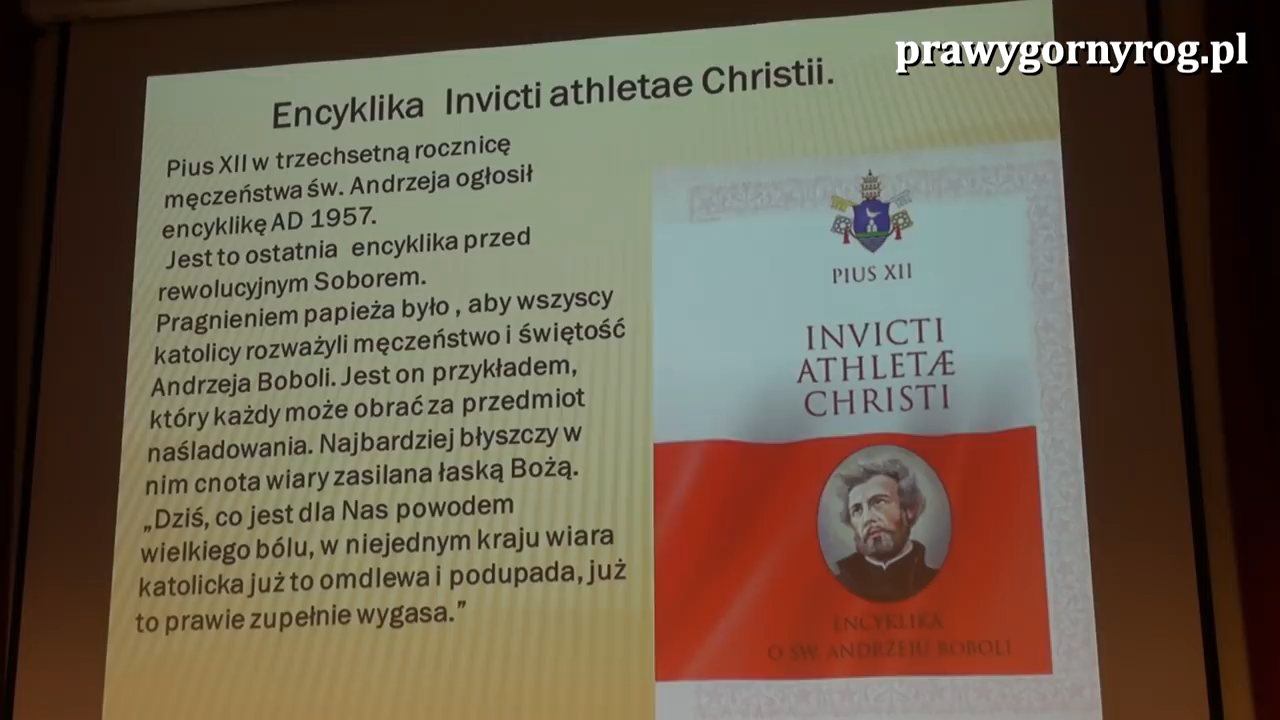 prawygornyrog.pl
Encyklika Invicti athletae Christii.
Pius XII w trzechsetną rocznicę
męczeństwa św. Andrzeja ogłosił
encyklikę AD 1957.
Jest to ostatnia encyklika przed
rewolucyjnym Soborem.
Pragnieniem papieża było , aby wszyscy
katolicy rozważyli męczeństwo i świętość
Andrzeja Boboli. Jest on przykładem,
który każdy może obrać za przedmiot
naśladowania. Najbardziej błyszczy w
nim cnota wiary zasilana łaską Bożą.
„Dziś, co jest dla Nas powodem
wielkiego bólu, w niejednym kraju wiara
katolicka już to omdlewa i podupada, już
to prawie zupełnie wygasa.”
PIUS XII
INVICTI
ATHLETÆ
CHRISTI
ENCYKLIKA
O ŚW. ANDRZEJU BOBOLI